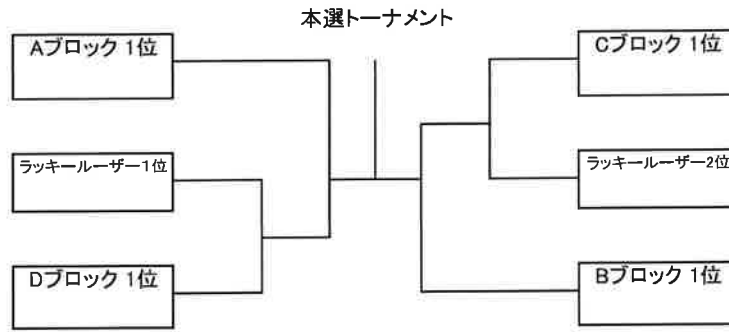 本選トーナメント
Aブロック 1位
ラッキールーザー1位
Dブロック 1位
Cブロック 1位
ラッキールーザー2位
Bブロック 1位